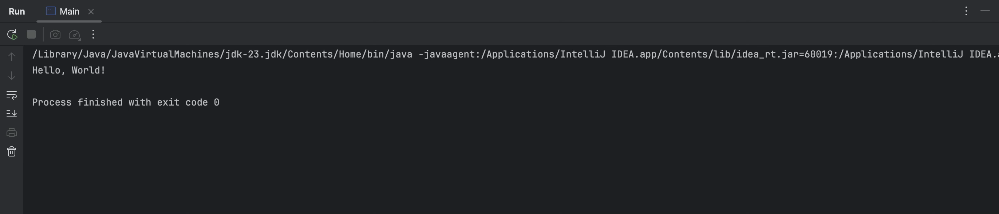 Run Main
/Library/Java/JavaVirtualMachines/jdk-23.jdk/Contents/Home/bin/java -javaagent:/Applications/IntelliJ IDEA.app/Contents/lib/idea_rt.jar=60019:/Applications/IntelliJ IDEA.
Hello, World!
Process finished with exit code 0